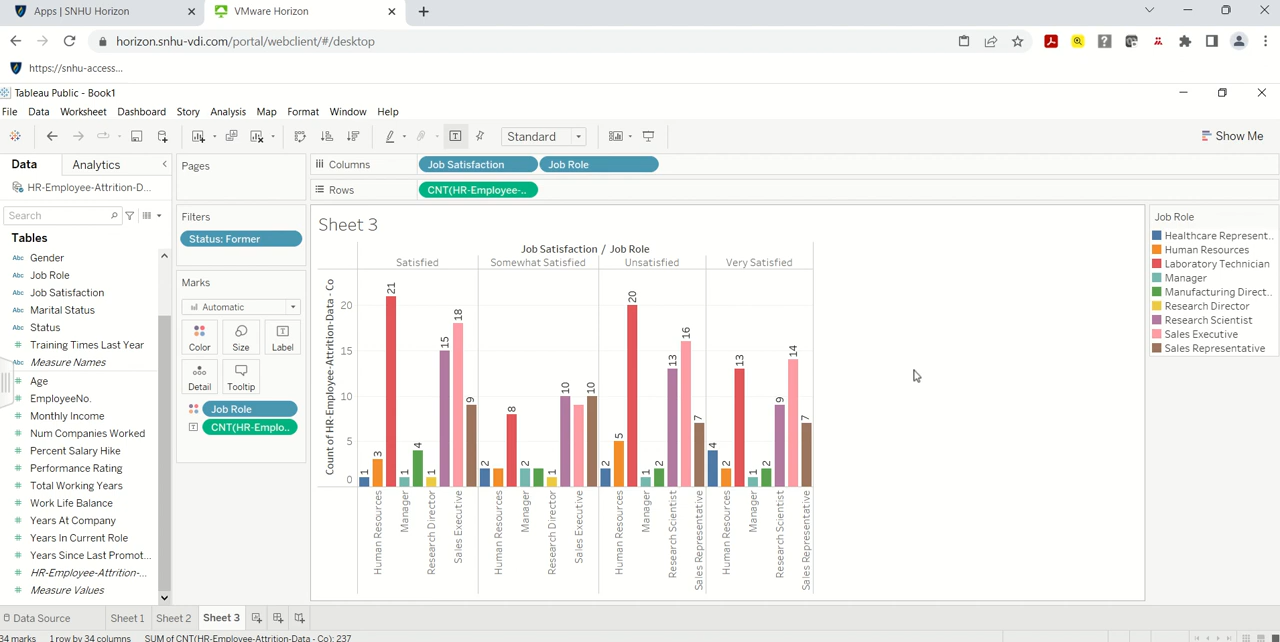 Apps | SNHU Horizon
VMware Horizon
horizon.snhu-vdi.com/portal/webclient/#/desktop
https://snhu-access...
Tableau Public - Book1
File Data Worksheet Dashboard Story Analysis Map Format Window Help
Standard
Show Me
Data Analytics
HR-Employee-Attrition-D...
Search
Tables
Abc Gender
Abc Job Role
Abc Job Satisfaction
Abc Marital Status
Abc Status
# Training Times Last Year
Abc Measure Names
# Age
# EmployeeNo.
# Monthly Income
# Num Companies Worked
# Percent Salary Hike
# Performance Rating
# Total Working Years
# Work Life Balance
# Years At Company
# Years In Current Role
# Years Since Last Promot...
# HR-Employee-Attrition-...
# Measure Values
Pages
Filters
Status: Former
Marks
Automatic
Color Size Label
Detail Tooltip
Job Role
CNT(HR-Emplo..
Columns Job Satisfaction Job Role
Rows CNT(HR-Employee-..
Sheet 3
Job Satisfaction / Job Role
Satisfied Somewhat Satisfied Unsatisfied Very Satisfied
Count of HR-Employee-Attrition-Data - Co
20
15
10
5
0
1 3 21 1 4 1 15 18 9
2 8 2 1 10 10
2 5 20 1 2 13 16 7
4 2 13 1 2 9 14 7
Human Resources
Manager
Research Director
Sales Executive
Human Resources
Manager
Research Director
Sales Executive
Human Resources
Manager
Research Scientist
Sales Representative
Human Resources
Manager
Research Scientist
Sales Representative
Job Role
Healthcare Represent...
Human Resources
Laboratory Technician
Manager
Manufacturing Direct...
Research Director
Research Scientist
Sales Executive
Sales Representative
Data Source Sheet 1 Sheet 2 Sheet 3
34 marks 1 row by 34 columns SUM of CNT(HR-Employee-Attrition-Data - Co): 237